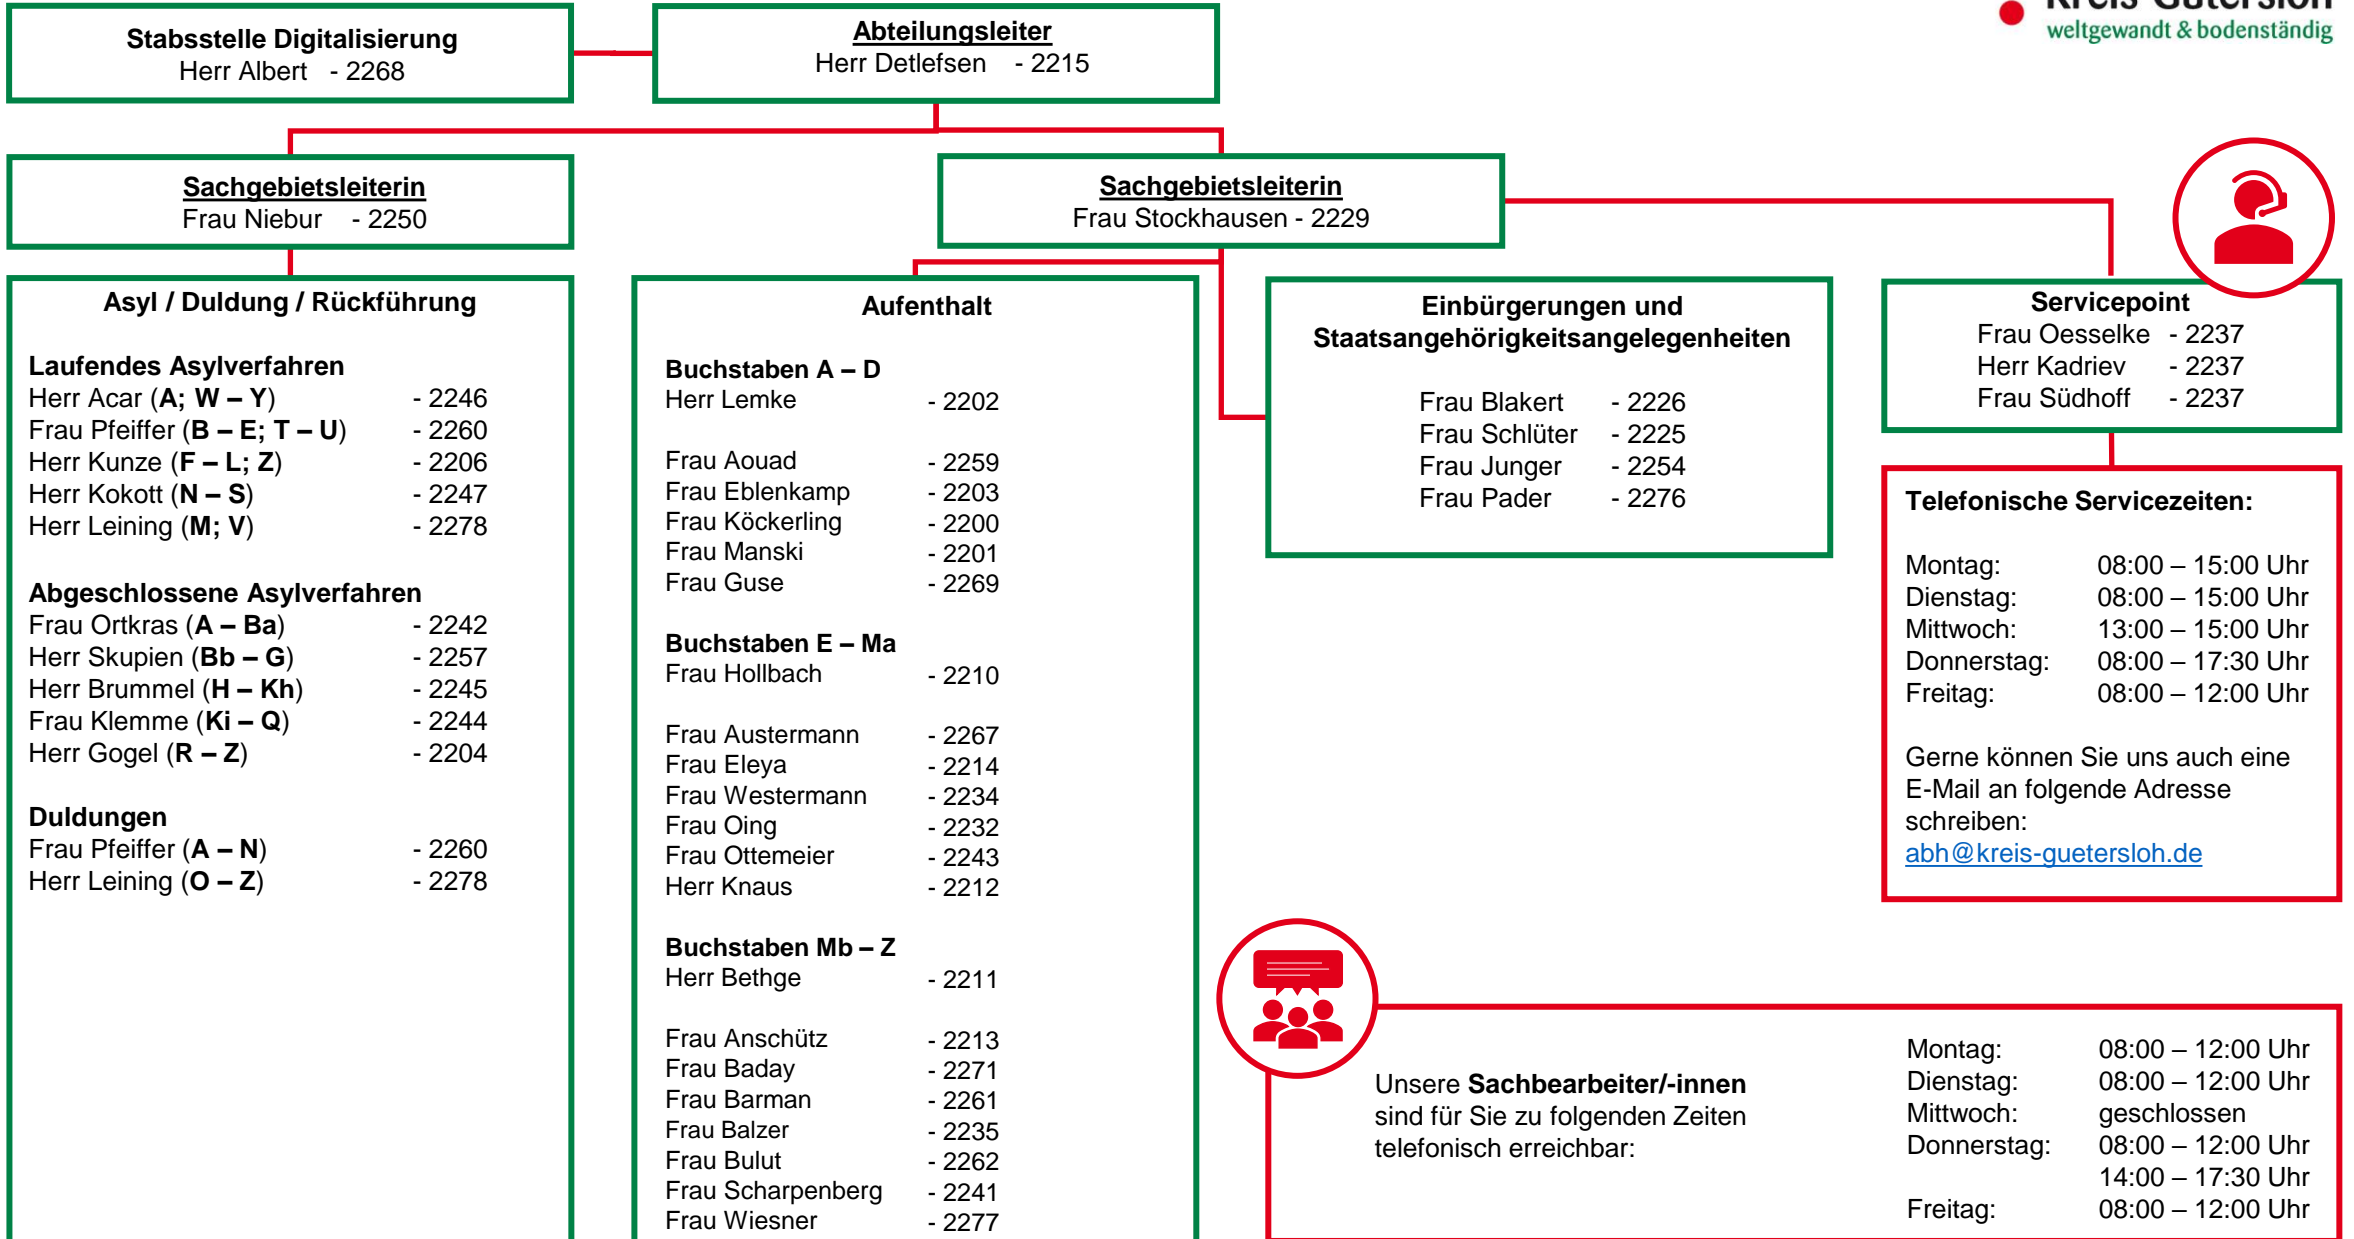 Kreis Gütersloh
weltgewandt & bodenständig
Stabsstelle Digitalisierung
Herr Albert - 2268
Abteilungsleiter
Herr Detlefsen - 2215
Sachgebietsleiterin
Frau Niebur - 2250
Sachgebietsleiterin
Frau Stockhausen - 2229
Asyl / Duldung / Rückführung
Laufendes Asylverfahren
Herr Acar (A; W – Y) - 2246
Frau Pfeiffer (B – E; T – U) - 2260
Herr Kunze (F – L; Z) - 2206
Herr Kokott (N – S) - 2247
Herr Leining (M; V) - 2278
Abgeschlossene Asylverfahren
Frau Ortkras (A – Ba) - 2242
Herr Skupien (Bb – G) - 2257
Herr Brummel (H – Kh) - 2245
Frau Klemme (Ki – Q) - 2244
Herr Gogel (R – Z) - 2204
Duldungen
Frau Pfeiffer (A – N) - 2260
Herr Leining (O – Z) - 2278
Aufenthalt
Buchstaben A – D
Herr Lemke - 2202
Frau Aouad - 2259
Frau Eblenkamp - 2203
Frau Köckerling - 2200
Frau Manski - 2201
Frau Guse - 2269
Buchstaben E – Ma
Frau Hollbach - 2210
Frau Austermann - 2267
Frau Eleya - 2214
Frau Westermann - 2234
Frau Oing - 2232
Frau Ottemeier - 2243
Herr Knaus - 2212
Buchstaben Mb – Z
Herr Bethge - 2211
Frau Anschütz - 2213
Frau Baday - 2271
Frau Barman - 2261
Frau Balzer - 2235
Frau Bulut - 2262
Frau Scharpenberg - 2241
Frau Wiesner - 2277
Einbürgerungen und
Staatsangehörigkeitsangelegenheiten
Frau Blakert - 2226
Frau Schlüter - 2225
Frau Junger - 2254
Frau Pader - 2276
Servicepoint
Frau Oesselke - 2237
Herr Kadriev - 2237
Frau Südhoff - 2237
Telefonische Servicezeiten:
Montag: 08:00 – 15:00 Uhr
Dienstag: 08:00 – 15:00 Uhr
Mittwoch: 13:00 – 15:00 Uhr
Donnerstag: 08:00 – 17:30 Uhr
Freitag: 08:00 – 12:00 Uhr
Gerne können Sie uns auch eine
E-Mail an folgende Adresse
schreiben:
abh@kreis-guetersloh.de
Unsere Sachbearbeiter/-innen
sind für Sie zu folgenden Zeiten
telefonisch erreichbar:
Montag: 08:00 – 12:00 Uhr
Dienstag: 08:00 – 12:00 Uhr
Mittwoch: geschlossen
Donnerstag: 08:00 – 12:00 Uhr
14:00 – 17:30 Uhr
Freitag: 08:00 – 12:00 Uhr